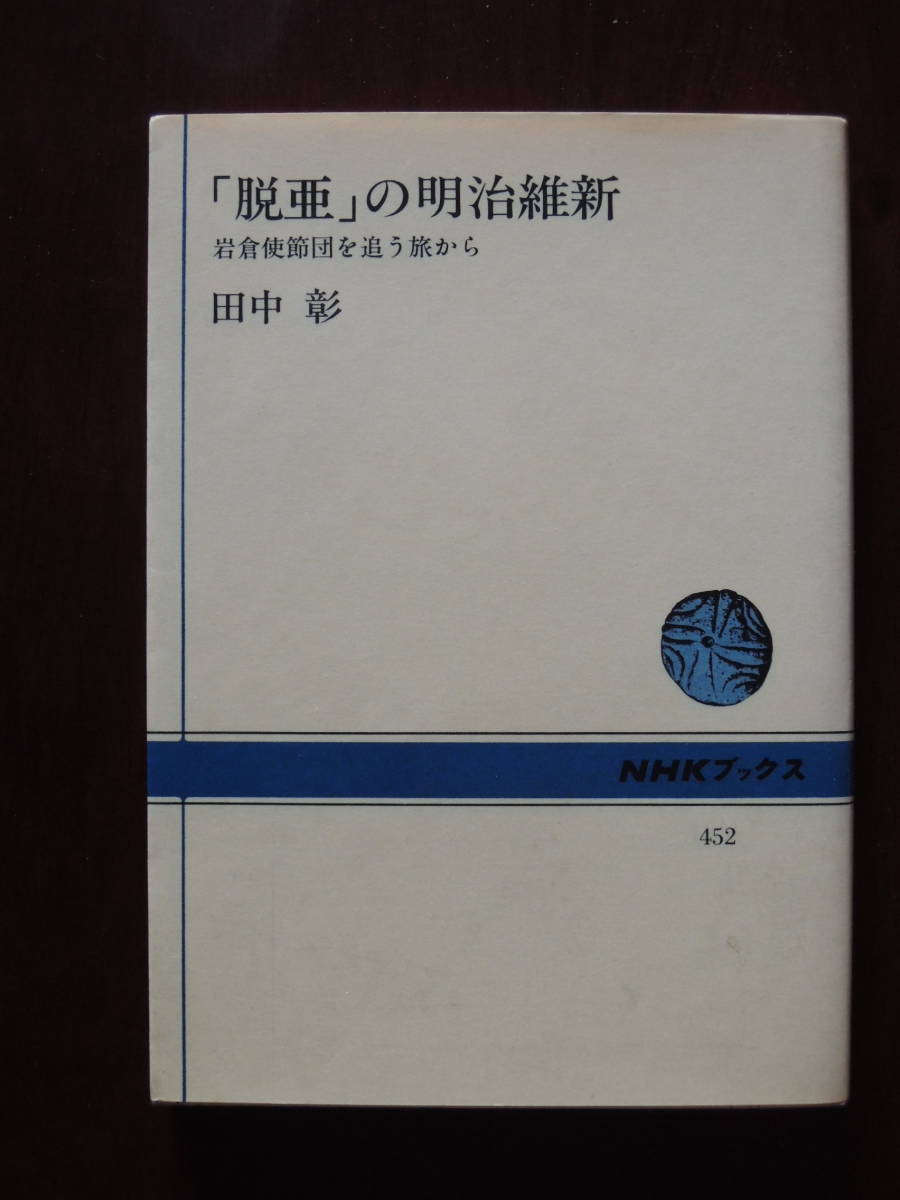 「脱亜」の明治維新
岩倉使節団を追う旅から
田中 彰
NHKブックス
452